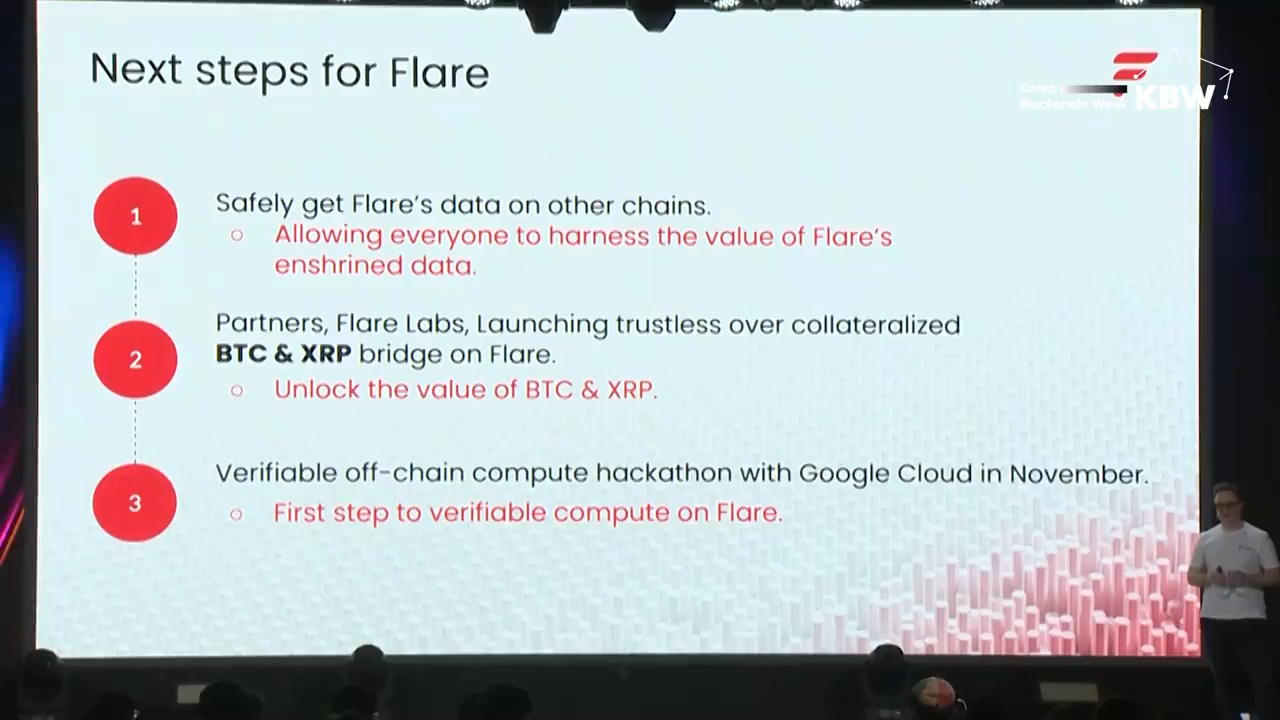 Next steps for Flare
Korea
Blockchain Week
KBW
1
Safely get Flare's data on other chains.
Allowing everyone to harness the value of Flare's
enshrined data.
2
Partners, Flare Labs, Launching trustless over collateralized
BTC & XRP bridge on Flare.
Unlock the value of BTC & XRP.
3
Verifiable off-chain compute hackathon with Google Cloud in November.
First step to verifiable compute on Flare.